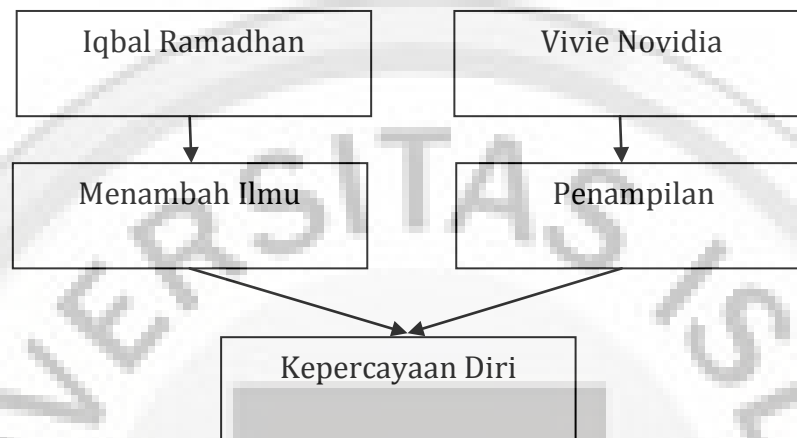 Iqbal Ramadhan
Vivie Novidia
Menambah Ilmu
Penampilan
Kepercayaan Diri